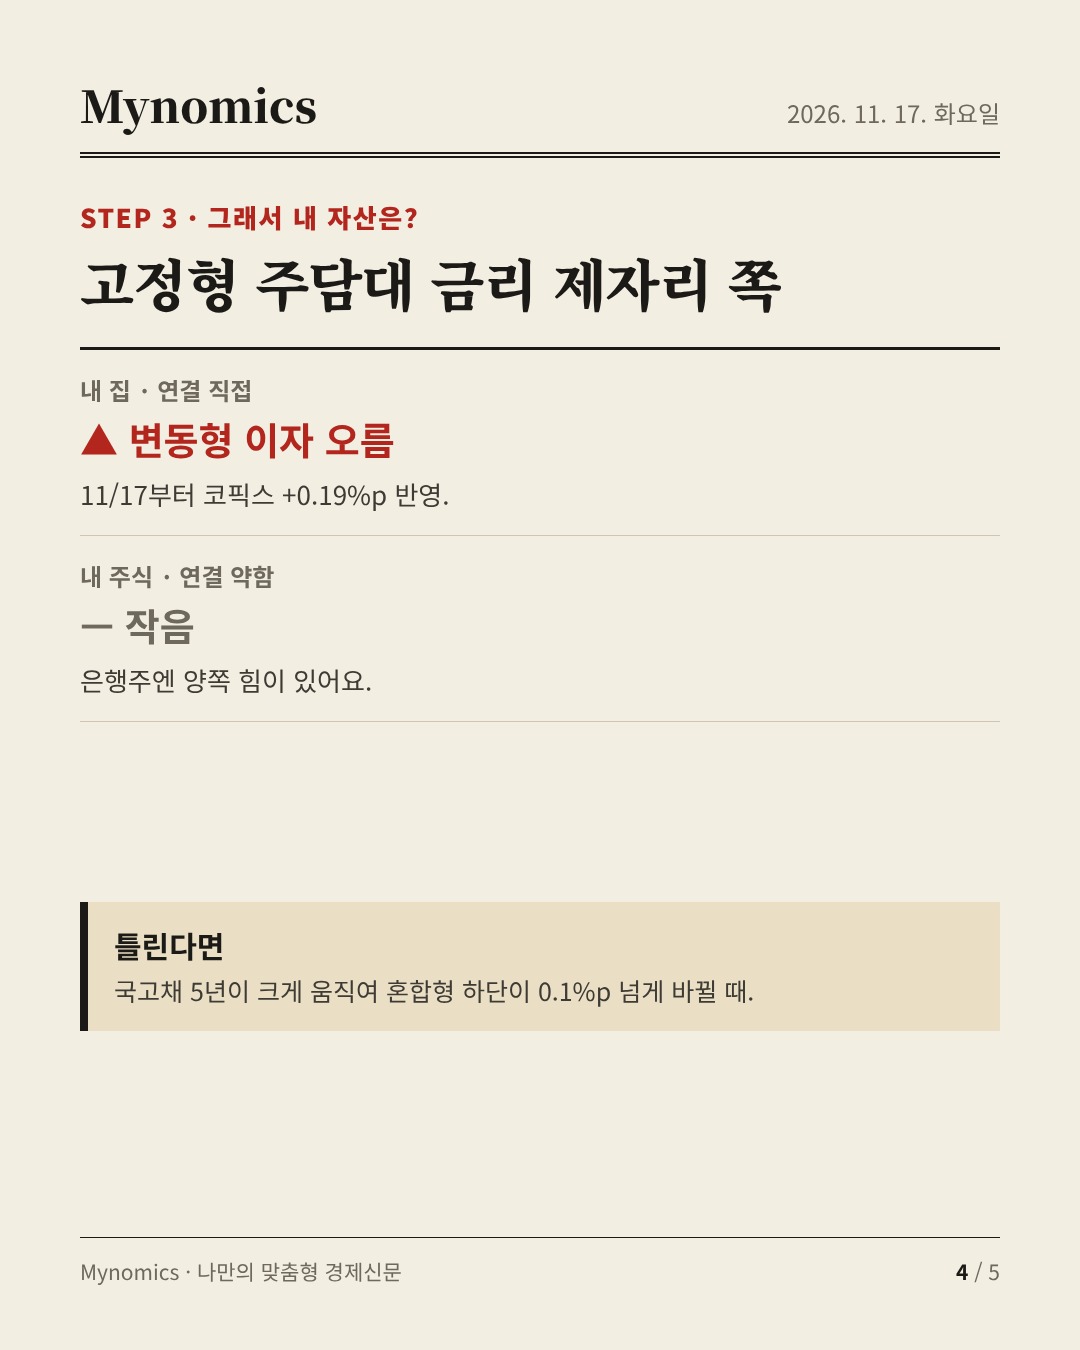 Mynomics
2026. 11. 17. 화요일
STEP 3 · 그래서 내 자산은?
고정형 주담대 금리 제자리 쪽
내 집 · 연결 직접
▲ 변동형 이자 오름
11/17부터 코픽스 +0.19%p 반영.
내 주식 · 연결 약함
— 작음
은행주엔 양쪽 힘이 있어요.
틀린다면
국고채 5년이 크게 움직여 혼합형 하단이 0.1%p 넘게 바뀔 때.
Mynomics · 나만의 맞춤형 경제신문
4 / 5